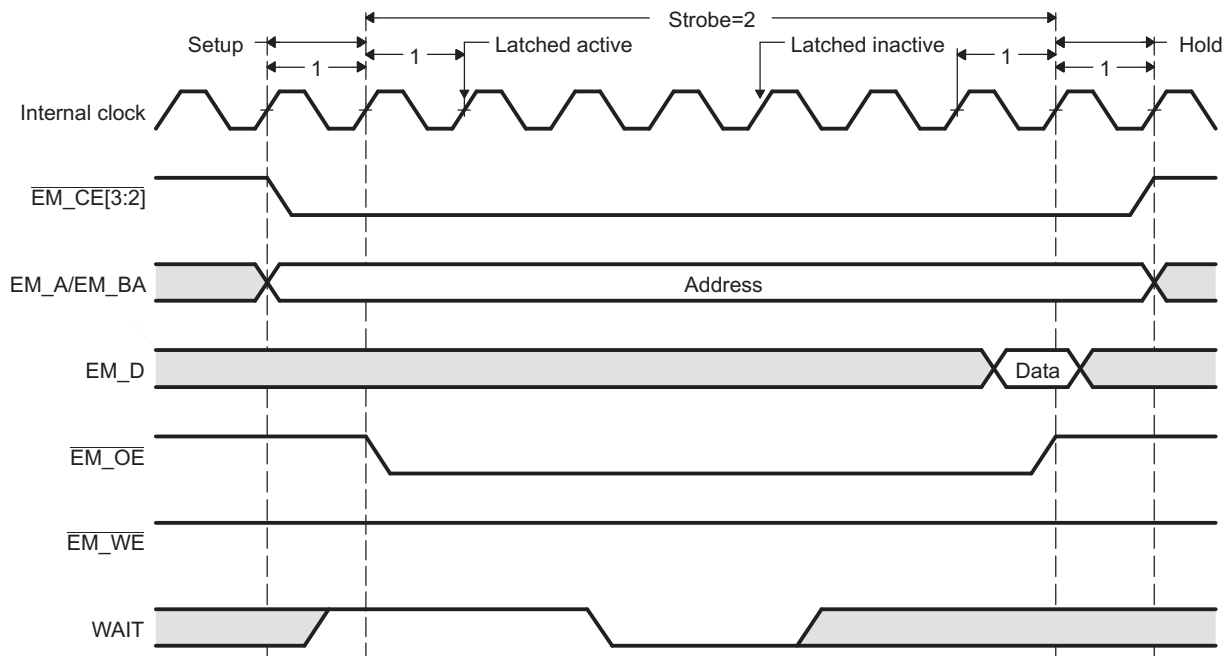 Strobe=2
Setup
1
1
Latched active
Latched inactive
1
1
Hold
Internal clock
EM_CE[3:2]
EM_A/EM_BA
Address
EM_D
Data
EM_OE
EM_WE
WAIT